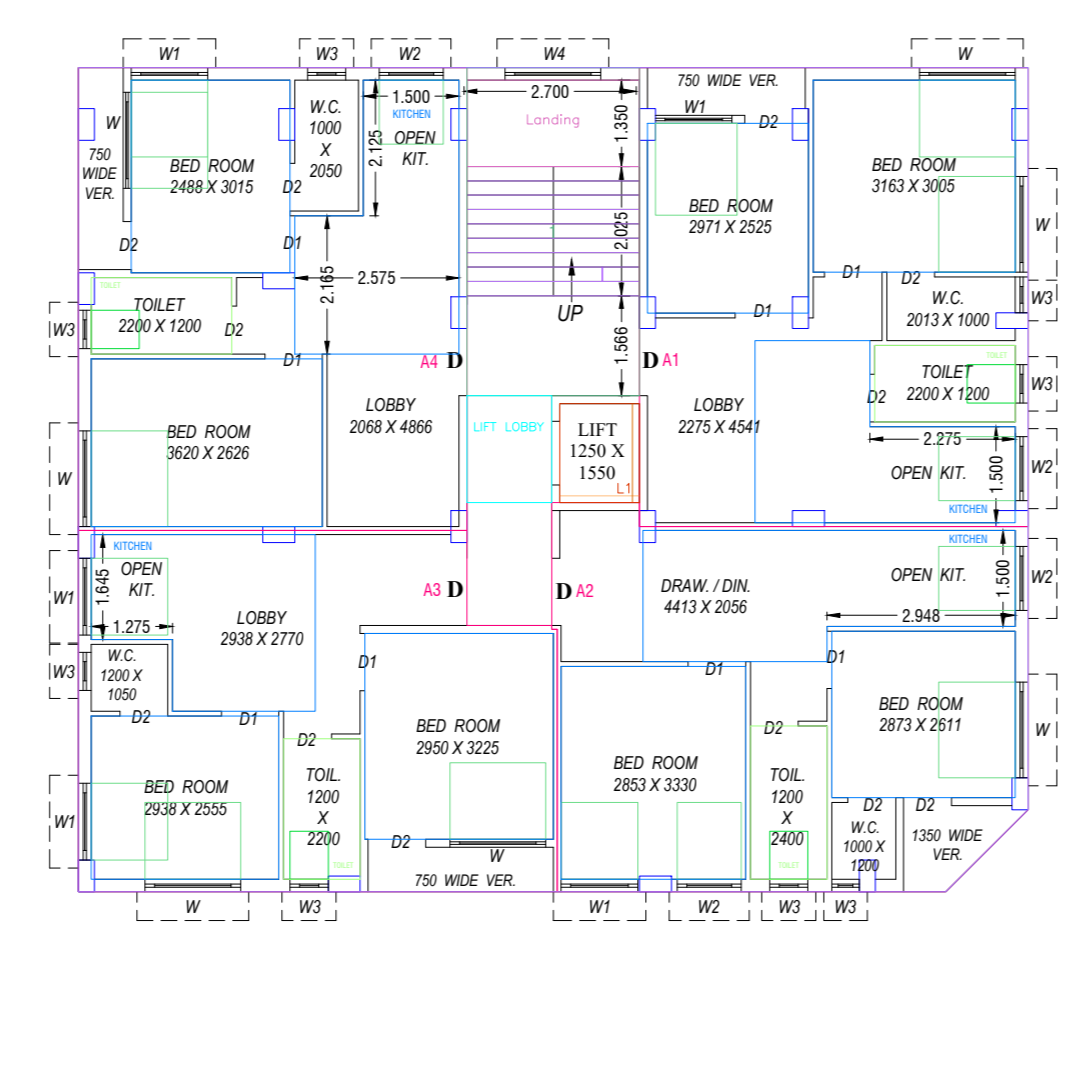 W1
W3
W2
W4
W
W
750
WIDE
VER.
BED ROOM
2488 X 3015
D2
W.C.
1000
X
2050
2.125
1.500
KITCHEN
OPEN
KIT.
2.700
Landing
1.350
2.025
UP
1.566
750 WIDE VER.
W1
D2
BED ROOM
2971 X 2525
D1
BED ROOM
3163 X 3005
W
D1
D2
W.C.
2013 X 1000
W3
D2
D1
TOILET
TOILET
2200 X 1200
D2
W3
2.165
2.575
D1
A4 D
D A1
LOBBY
2068 X 4866
LIFT LOBBY
LIFT
1250 X
1550
L1
LOBBY
2275 X 4541
TOILET
TOILET
2200 X 1200
D2
W3
2.275
OPEN KIT.
1.500
W2
KITCHEN
BED ROOM
3620 X 2626
W
KITCHEN
OPEN
KIT.
1.645
1.275
W1
LOBBY
2938 X 2770
A3 D
D A2
DRAW. / DIN.
4413 X 2056
KITCHEN
OPEN KIT.
1.500
2.948
W2
W3
W.C.
1200 X
1050
D2
D1
D1
D1
D1
BED ROOM
2938 X 2555
W1
D2
TOIL.
1200
X
2200
TOILET
BED ROOM
2950 X 3225
D2
W
750 WIDE VER.
BED ROOM
2853 X 3330
D2
TOIL.
1200
X
2400
TOILET
BED ROOM
2873 X 2611
W
D2
D2
W.C.
1000 X
1200
1350 WIDE
VER.
W
W3
W1
W2
W3
W3